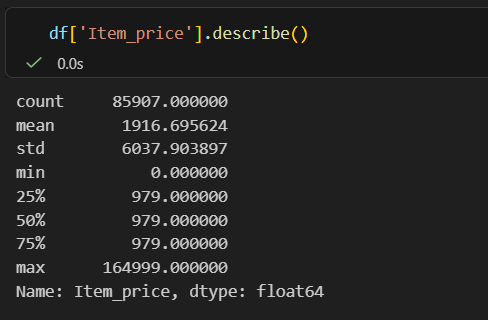 df['Item_price'].describe()
0.0s
count 85907.000000
mean 1916.695624
std 6037.903897
min 0.000000
25% 979.000000
50% 979.000000
75% 979.000000
max 164999.000000
Name: Item_price, dtype: float64